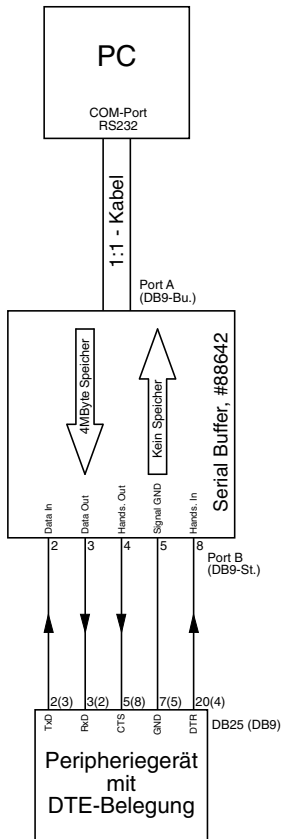 PC
COM-Port
RS232
1:1 - Kabel
Port A
(DB9-Bu.)
4MByte Speicher
Kein Speicher
Serial Buffer, #88642
Data In
Data Out
Hands. Out
Signal GND
Hands. In
2
3
4
5
8
Port B
(DB9-St.)
2(3)
3(2)
5(8)
7(5)
20(4)
TxD
RxD
CTS
GND
DTR
DB25 (DB9)
Peripheriegerät
mit
DTE-Belegung